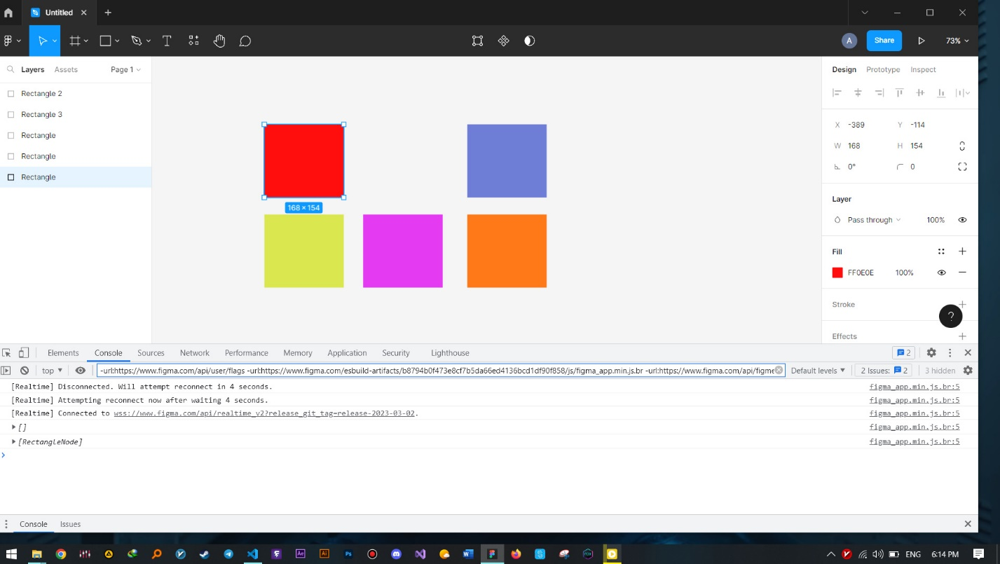 Untitled
A
Share
73%
Layers
Assets
Page 1
Rectangle 2
Rectangle 3
Rectangle
Rectangle
Rectangle
168 × 154
Design
Prototype
Inspect
X -389
Y -114
W 168
H 154
0°
0
Layer
Pass through
100%
Fill
FF0E0E
100%
Stroke
?
Effects
Elements
Console
Sources
Network
Performance
Memory
Application
Security
Lighthouse
2
top
-url:https://www.figma.com/api/user/flags -url:https://www.figma.com/esbuild-artifacts/b8794b0f473e8cf7b5da66ed4136bcd1df90f858/js/figma_app.min.js.br -url:https://www.figma.com/api/figme
Default levels
2 Issues: 2
3 hidden
[Realtime] Disconnected. Will attempt reconnect in 4 seconds. figma_app.min.js.br:5
[Realtime] Attempting reconnect now after waiting 4 seconds. figma_app.min.js.br:5
[Realtime] Connected to wss://www.figma.com/api/realtime_v2?release_git_tag=release-2023-03-02. figma_app.min.js.br:5
[] figma_app.min.js.br:5
[RectangleNode] figma_app.min.js.br:5
Console
Issues
Ae
Ai
Ps
ENG
6:14 PM